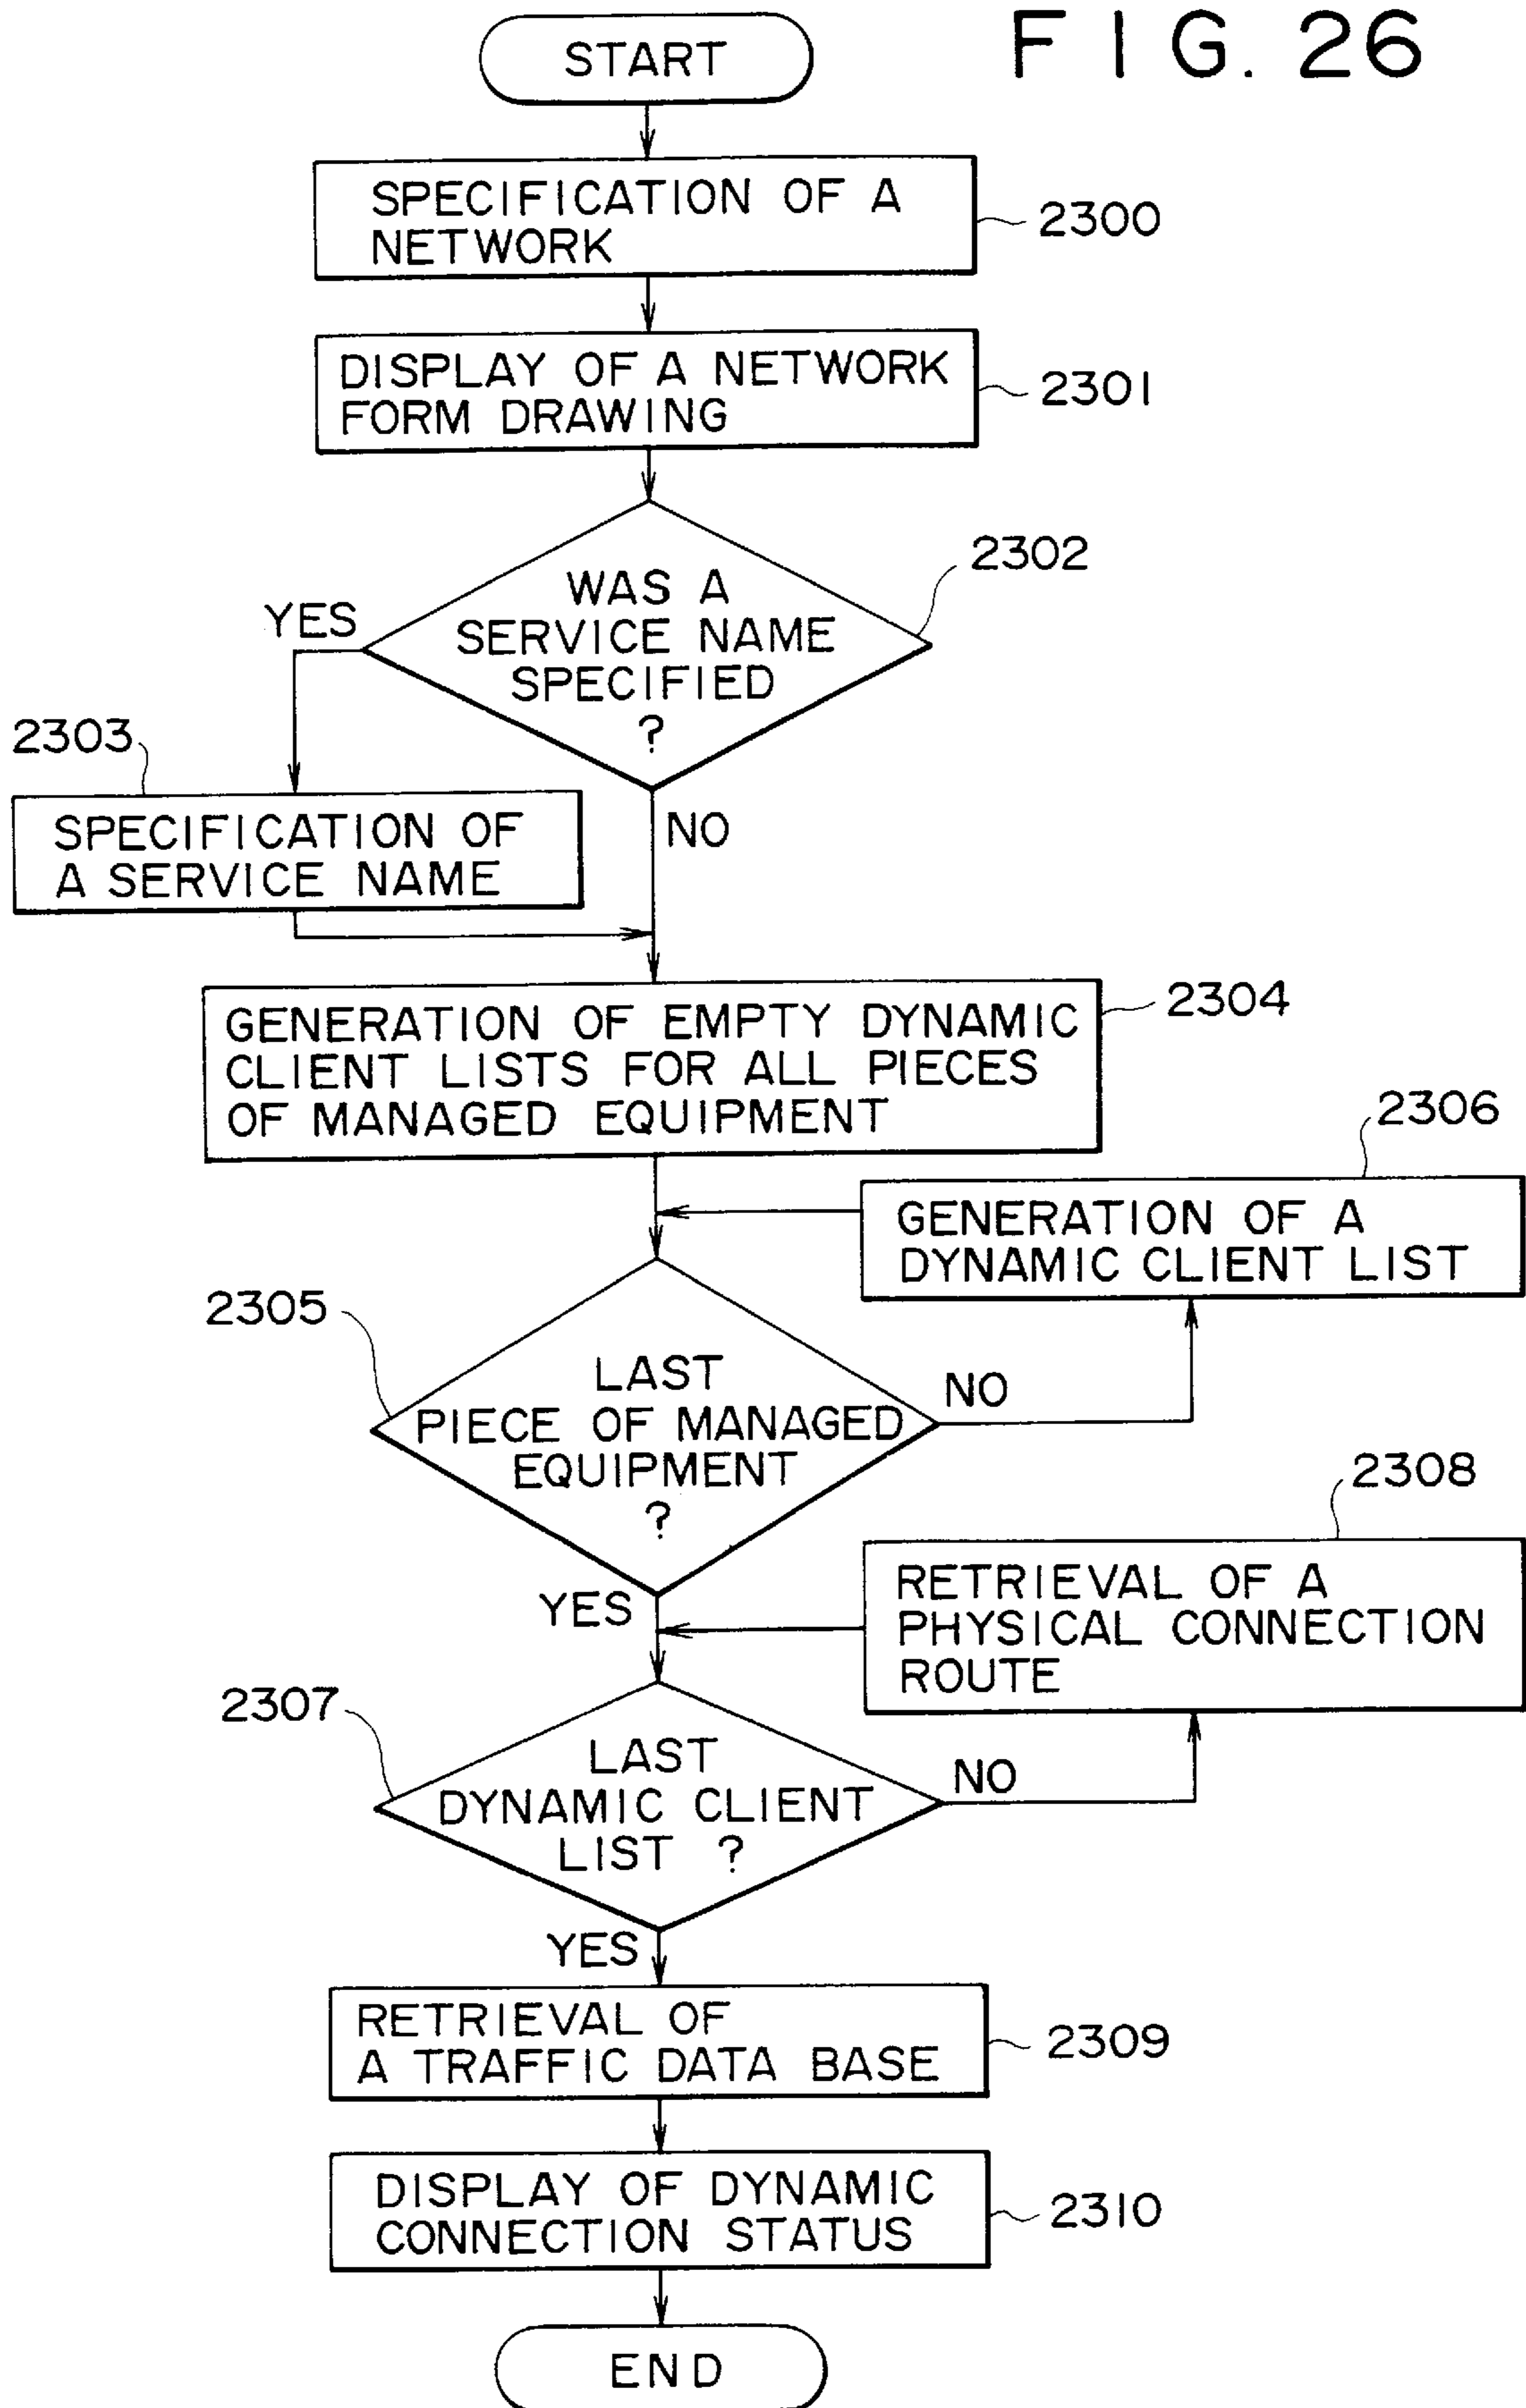 FIG. 26
START
SPECIFICATION OF A
NETWORK
2300
DISPLAY OF A NETWORK
FORM DRAWING
2301
2302
WAS A
SERVICE NAME
SPECIFIED
?
YES
NO
2303
SPECIFICATION OF
A SERVICE NAME
2304
GENERATION OF EMPTY DYNAMIC
CLIENT LISTS FOR ALL PIECES
OF MANAGED EQUIPMENT
2306
GENERATION OF A
DYNAMIC CLIENT LIST
2305
LAST
PIECE OF MANAGED
EQUIPMENT
?
NO
YES
2308
RETRIEVAL OF A
PHYSICAL CONNECTION
ROUTE
2307
LAST
DYNAMIC CLIENT
LIST ?
NO
YES
RETRIEVAL OF
A TRAFFIC DATA BASE
2309
DISPLAY OF DYNAMIC
CONNECTION STATUS
2310
END